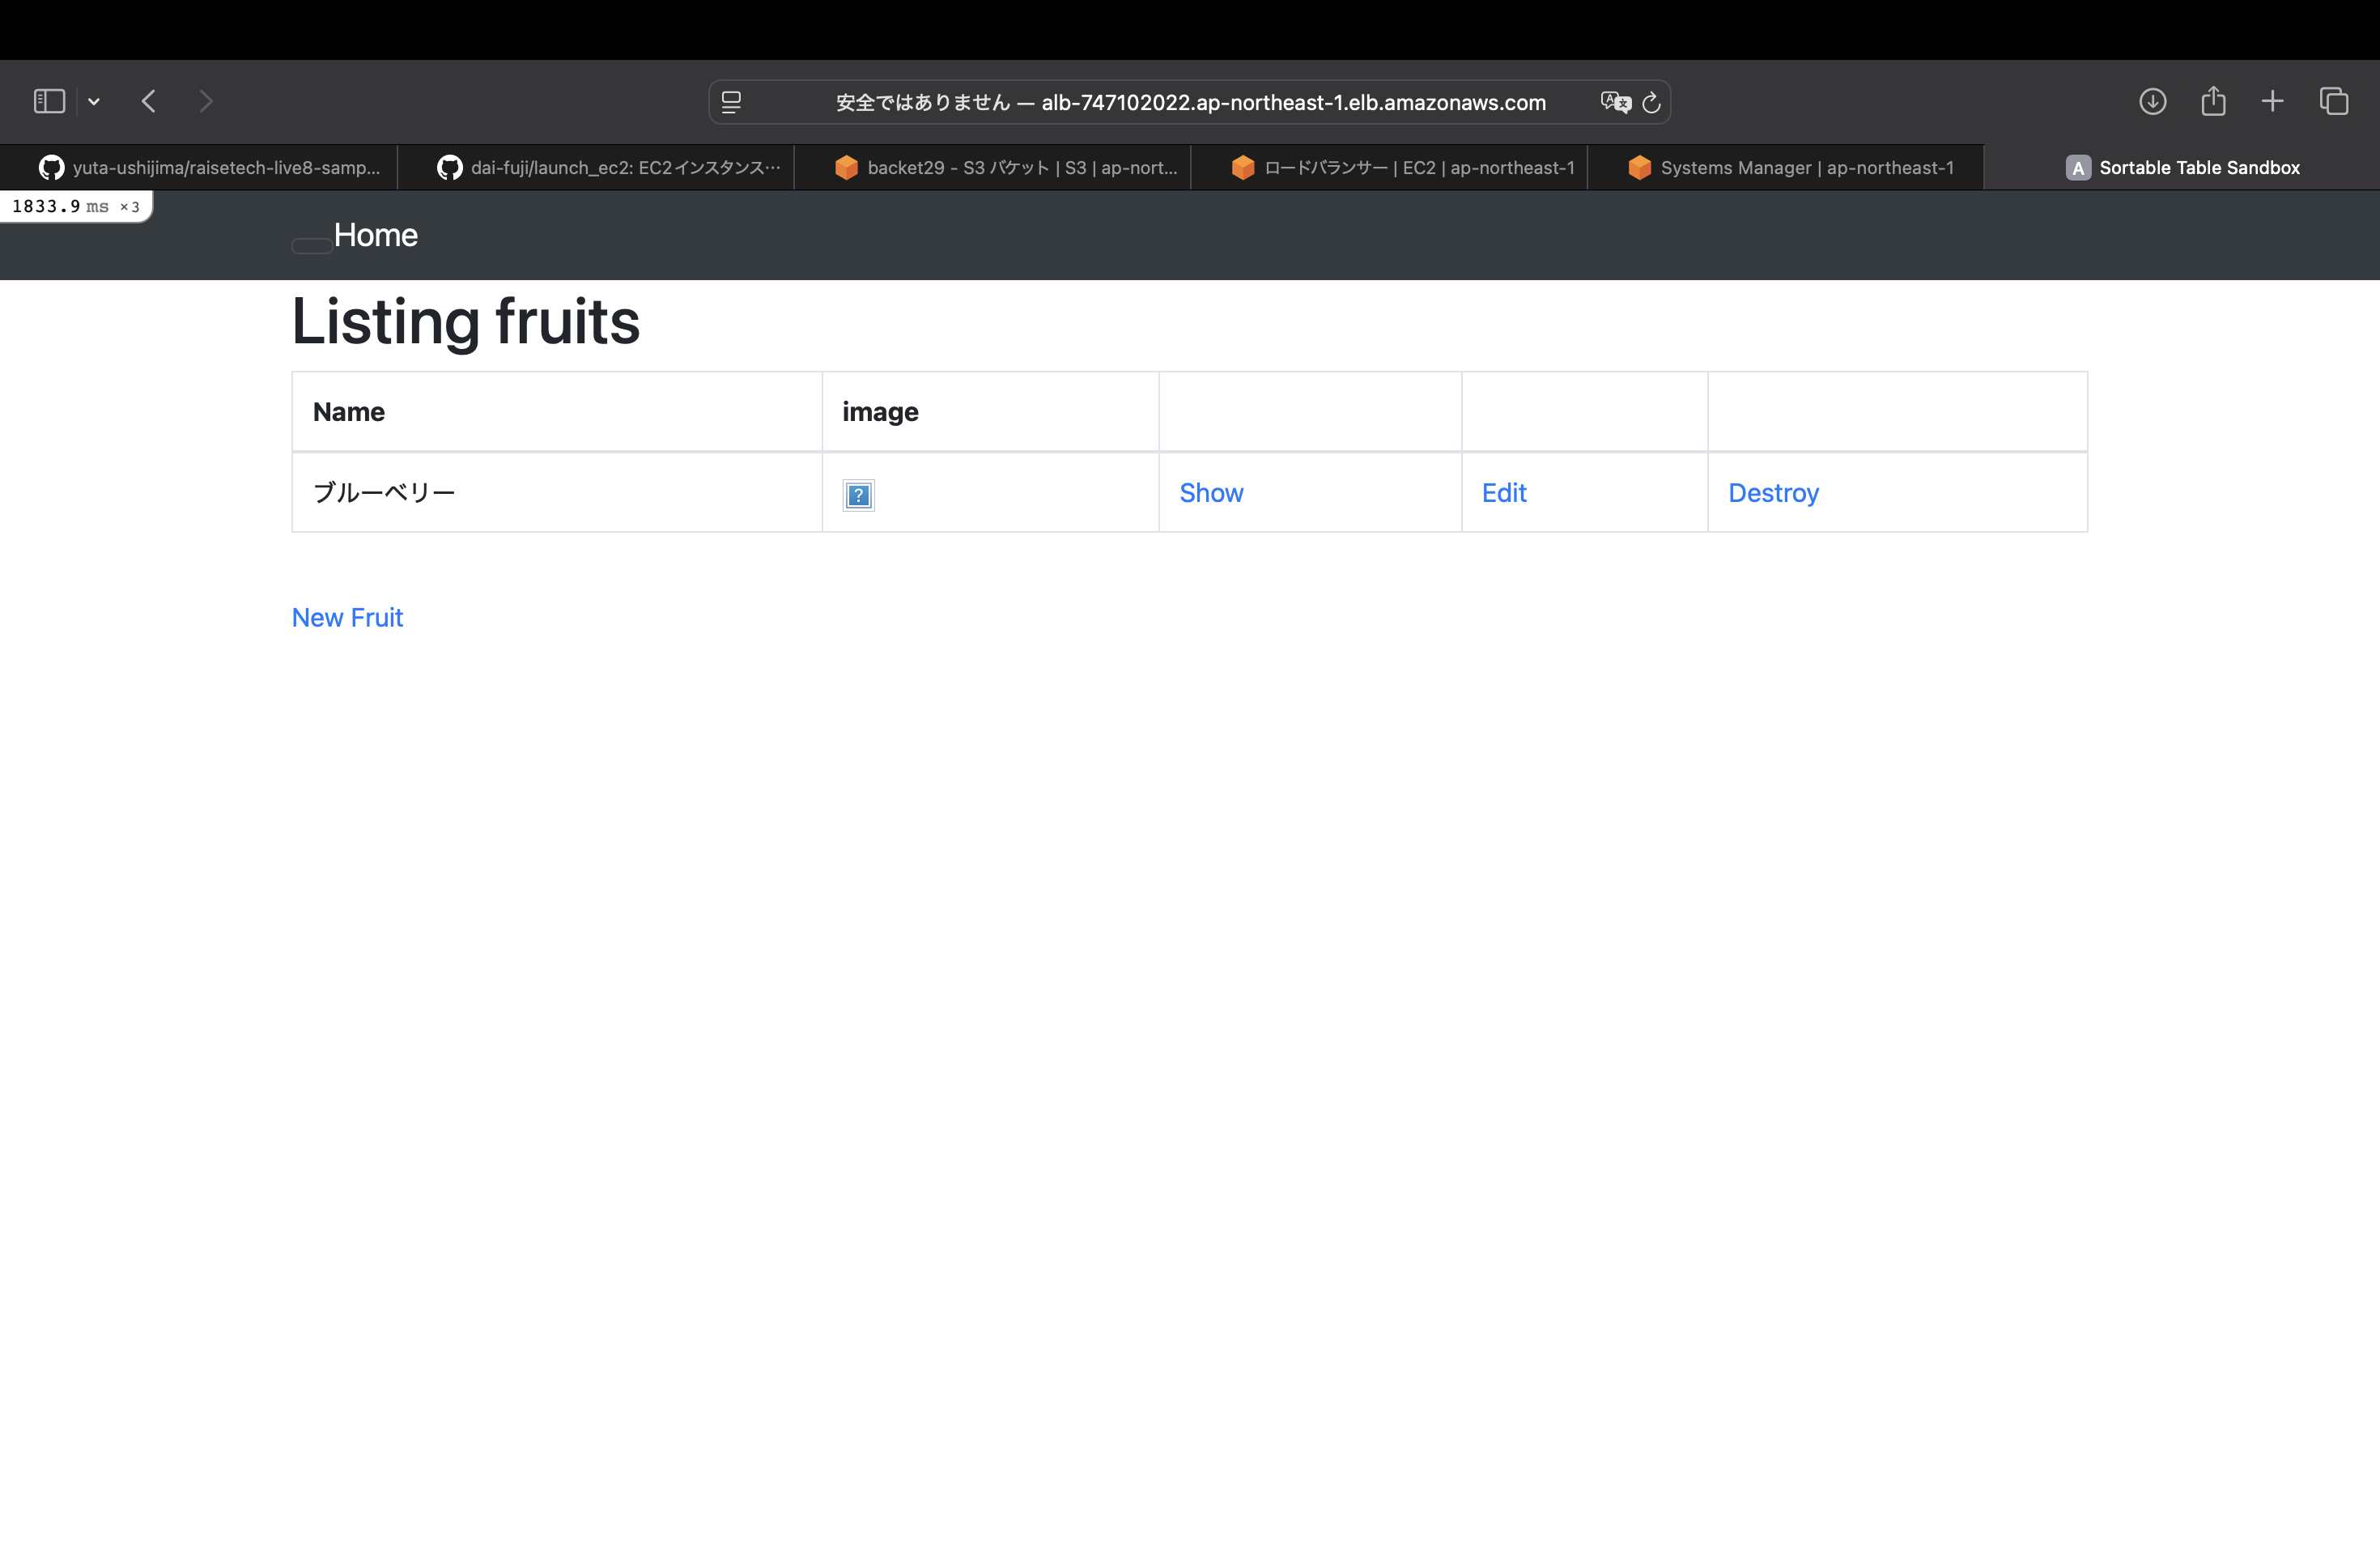 安全ではありません — alb-747102022.ap-northeast-1.elb.amazonaws.com
yuta-ushijima/raisetech-live8-samp...
dai-fuji/launch_ec2: EC2インスタンス…
backet29 - S3 バケット | S3 | ap-nort...
ロードバランサー | EC2 | ap-northeast-1
Systems Manager | ap-northeast-1
A Sortable Table Sandbox
1833.9 ms ×3
Home
Listing fruits
Name image
ブルーベリー ? Show Edit Destroy
New Fruit